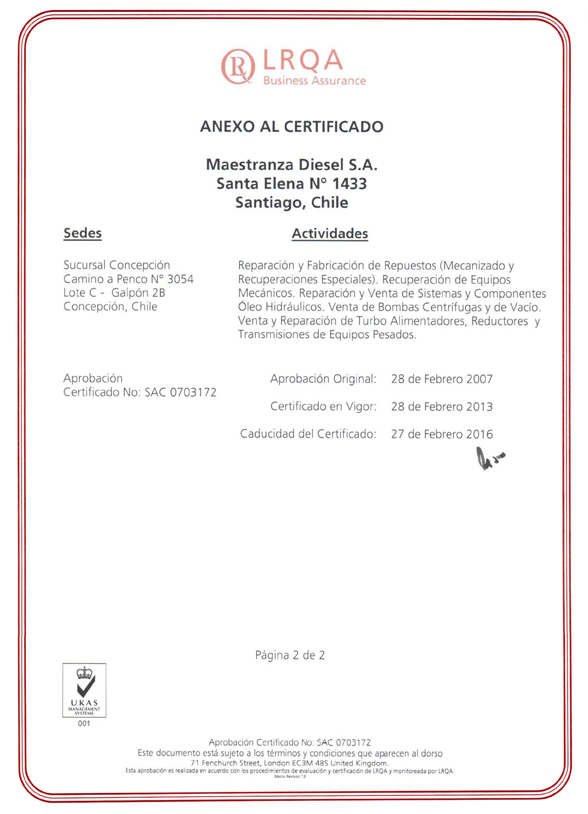 LRQA
Business Assurance
ANEXO AL CERTIFICADO
Maestranza Diesel S.A.
Santa Elena Nº 1433
Santiago, Chile
Sedes
Actividades
Sucursal Concepción
Camino a Penco N° 3054
Lote C - Galpón 2B
Concepción, Chile
Reparación y Fabricación de Repuestos (Mecanizado y
Recuperaciones Especiales). Recuperación de Equipos
Mecánicos. Reparación y Venta de Sistemas y Componentes
Óleo Hidráulicos. Venta de Bombas Centrífugas y de Vacío.
Venta y Reparación de Turbo Alimentadores, Reductores y
Transmisiones de Equipos Pesados.
Aprobación
Certificado No: SAC 0703172
Aprobación Original: 28 de Febrero 2007
Certificado en Vigor: 28 de Febrero 2013
Caducidad del Certificado: 27 de Febrero 2016
Página 2 de 2
UKAS
MANAGEMENT
SYSTEMS
001
Aprobación Certificado No: SAC 0703172
Este documento está sujeto a los términos y condiciones que aparecen al dorso
71 Fenchurch Street, London EC3M 4BS United Kingdom.
Esta aprobación es realizada en acuerdo con los procedimientos de evaluación y certificación de LRQA y monitoreada por LRQA.